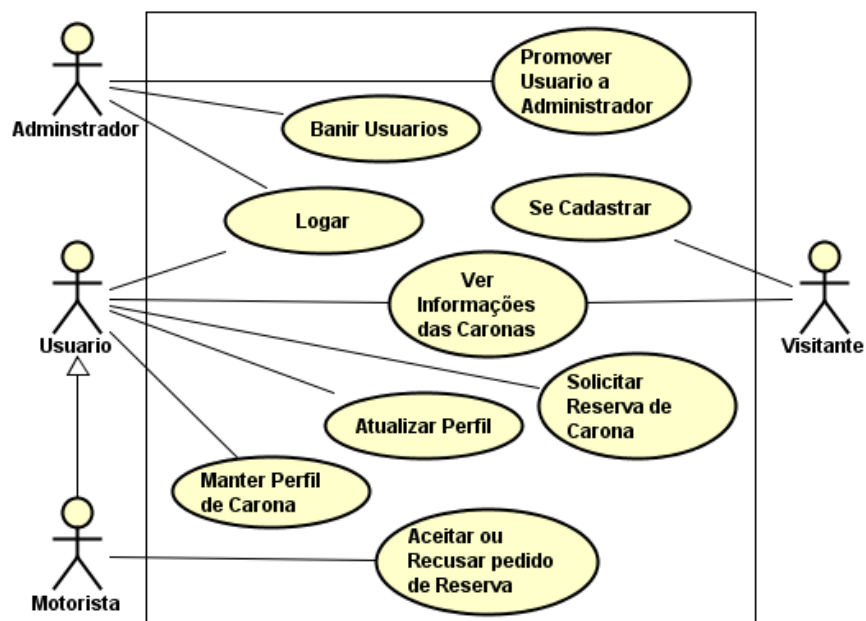 Promover
Usuario a
Administrador
Adminstrador
Banir Usuarios
Se Cadastrar
Logar
Ver
Informações
das Caronas
Usuario
Visitante
Solicitar
Reserva de
Carona
Atualizar Perfil
Manter Perfil
de Carona
Aceitar ou
Recusar pedido
de Reserva
Motorista